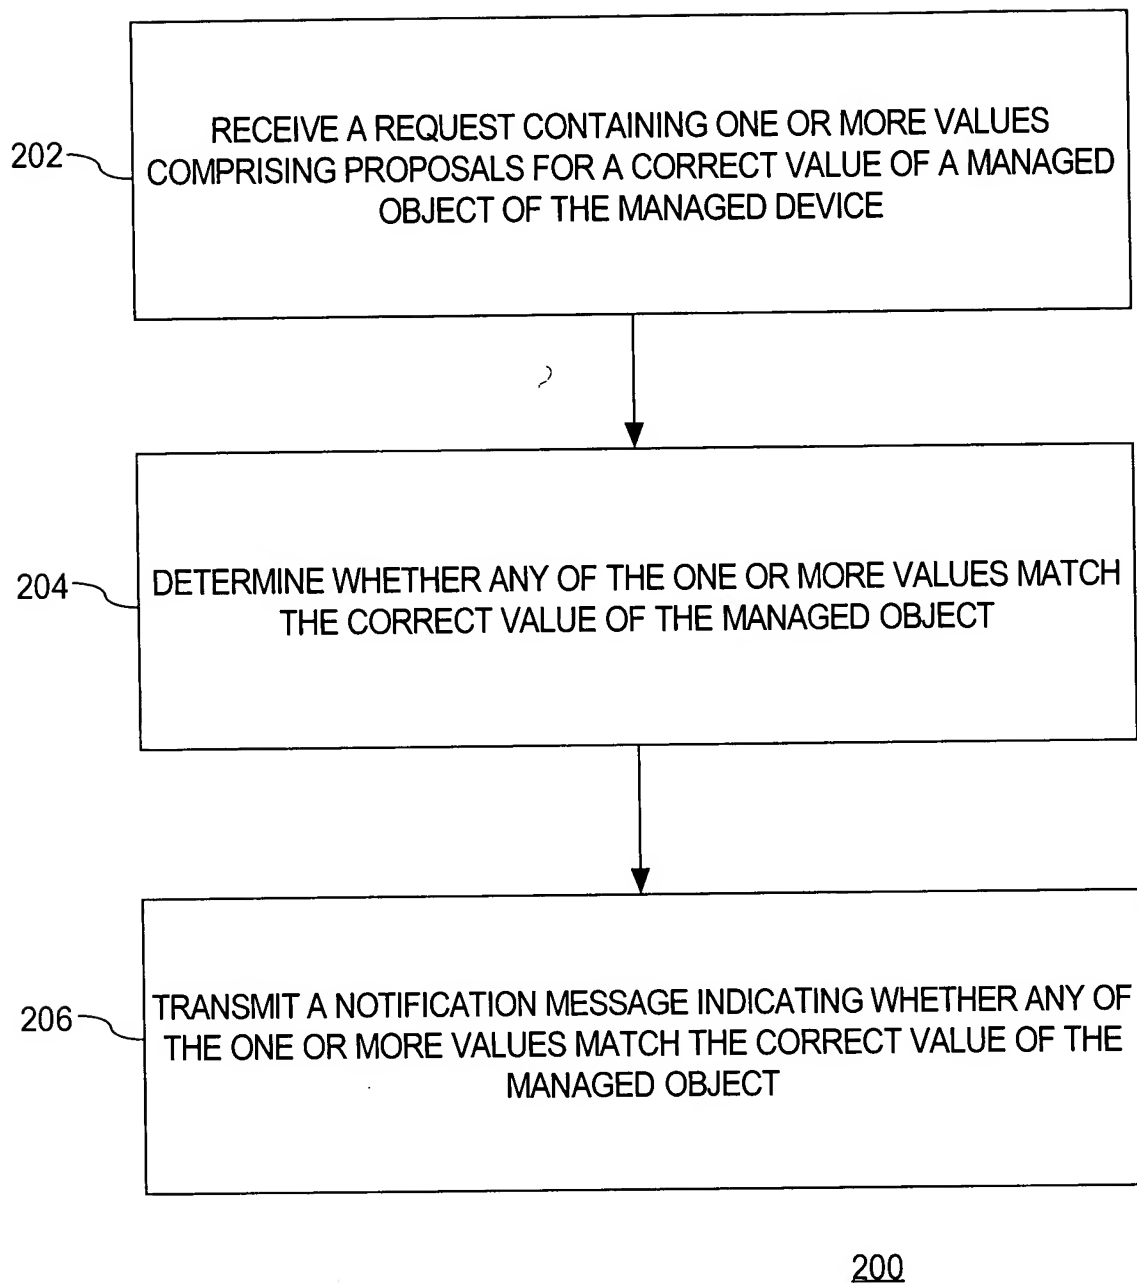 202
RECEIVE A REQUEST CONTAINING ONE OR MORE VALUES
COMPRISING PROPOSALS FOR A CORRECT VALUE OF A MANAGED
OBJECT OF THE MANAGED DEVICE
204
DETERMINE WHETHER ANY OF THE ONE OR MORE VALUES MATCH
THE CORRECT VALUE OF THE MANAGED OBJECT
206
TRANSMIT A NOTIFICATION MESSAGE INDICATING WHETHER ANY OF
THE ONE OR MORE VALUES MATCH THE CORRECT VALUE OF THE
MANAGED OBJECT
200